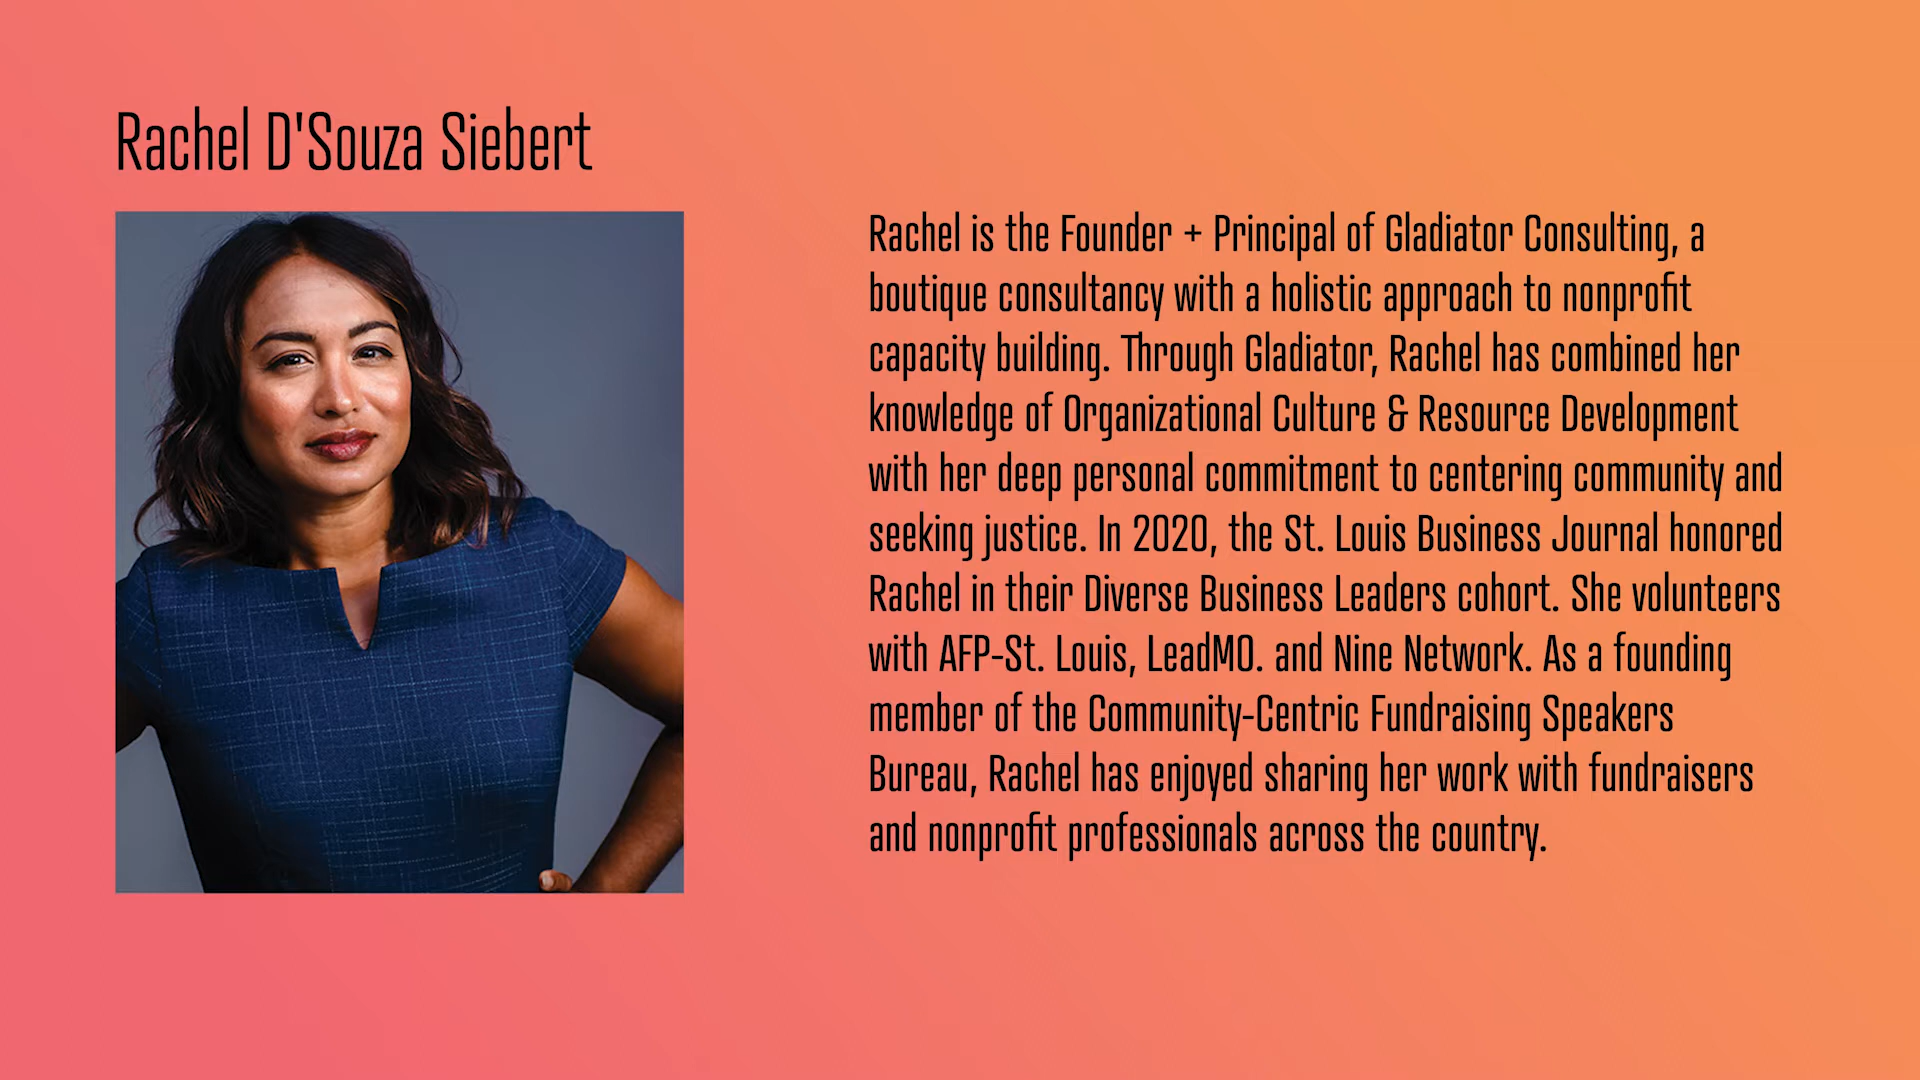 Rachel D'Souza Siebert
Rachel is the Founder + Principal of Gladiator Consulting, a
boutique consultancy with a holistic approach to nonprofit
capacity building. Through Gladiator, Rachel has combined her
knowledge of Organizational Culture & Resource Development
with her deep personal commitment to centering community and
seeking justice. In 2020, the St. Louis Business Journal honored
Rachel in their Diverse Business Leaders cohort. She volunteers
with AFP-St. Louis, LeadMO. and Nine Network. As a founding
member of the Community-Centric Fundraising Speakers
Bureau, Rachel has enjoyed sharing her work with fundraisers
and nonprofit professionals across the country.